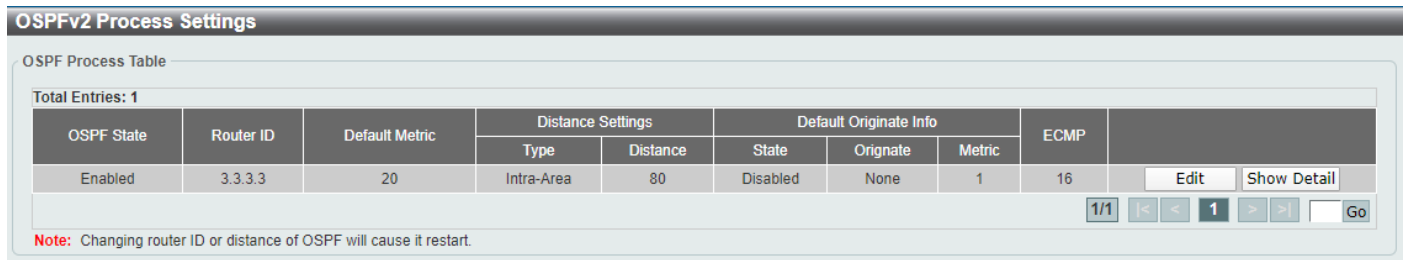 OSPFv2 Process Settings
OSPF Process Table
Total Entries: 1
OSPF State Router ID Default Metric Distance Settings Default Originate Info ECMP
Type Distance State Orignate Metric
Enabled 3.3.3.3 20 Intra-Area 80 Disabled None 1 16 Edit Show Detail
1/1 |< < 1 > >| Go
Note: Changing router ID or distance of OSPF will cause it restart.